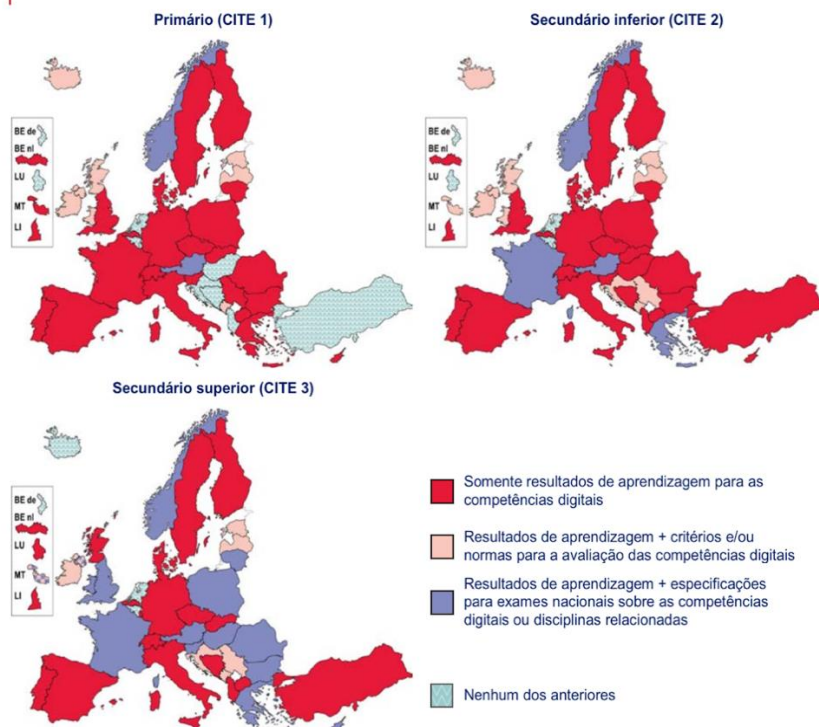 Primário (CITE 1)
Secundário inferior (CITE 2)
BE de
BE nl
LU
MT
LI
BE de
BE nl
LU
MT
LI
Secundário superior (CITE 3)
BE de
BE nl
LU
MT
LI
Somente resultados de aprendizagem para as
competências digitais
Resultados de aprendizagem + critérios e/ou
normas para a avaliação das competências digitais
Resultados de aprendizagem + especificações
para exames nacionais sobre as competências
digitais ou disciplinas relacionadas
Nenhum dos anteriores